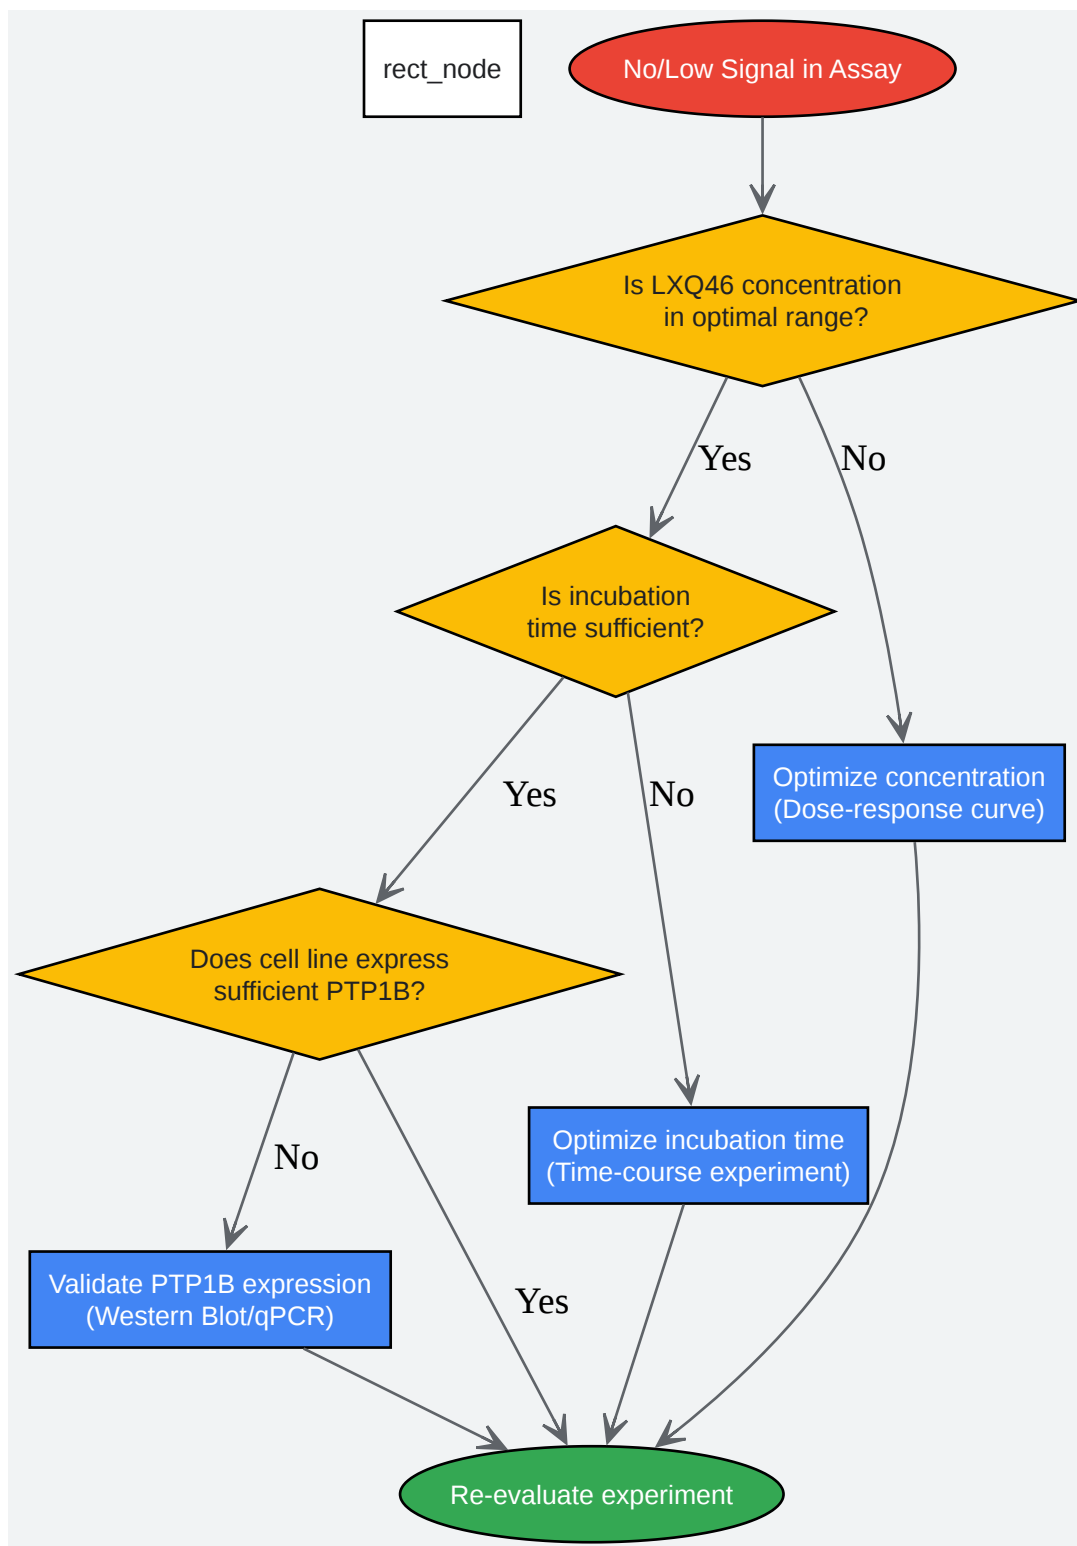 rect_node
No/Low Signal in Assay
Is LXQ46 concentration
in optimal range?
Yes
No
Is incubation
time sufficient?
Optimize concentration
(Dose-response curve)
Yes
No
Does cell line express
sufficient PTP1B?
Optimize incubation time
(Time-course experiment)
No
Validate PTP1B expression
(Western Blot/qPCR)
Yes
Re-evaluate experiment